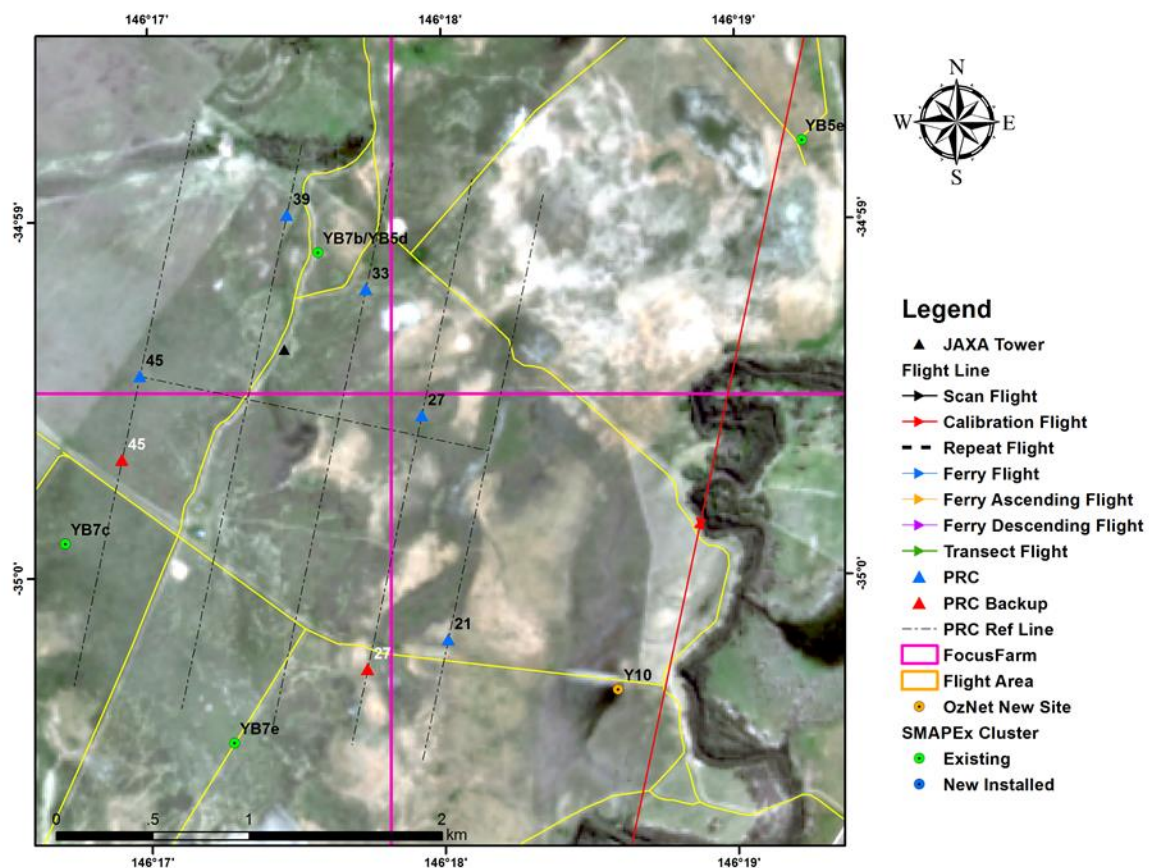 146°17' 146°18' 146°19'
N
W E
S
YB5e
-34°59' -34°59'
39
YB7b/YB5d
33
45
27
45
YB7c
-35°0' -35°0'
21
27
Y10
YB7e
0 .5 1 2
km
146°17' 146°18' 146°19'
Legend
JAXA Tower
Flight Line
Scan Flight
Calibration Flight
Repeat Flight
Ferry Flight
Ferry Ascending Flight
Ferry Descending Flight
Transect Flight
PRC
PRC Backup
PRC Ref Line
FocusFarm
Flight Area
OzNet New Site
SMAPEx Cluster
Existing
New Installed